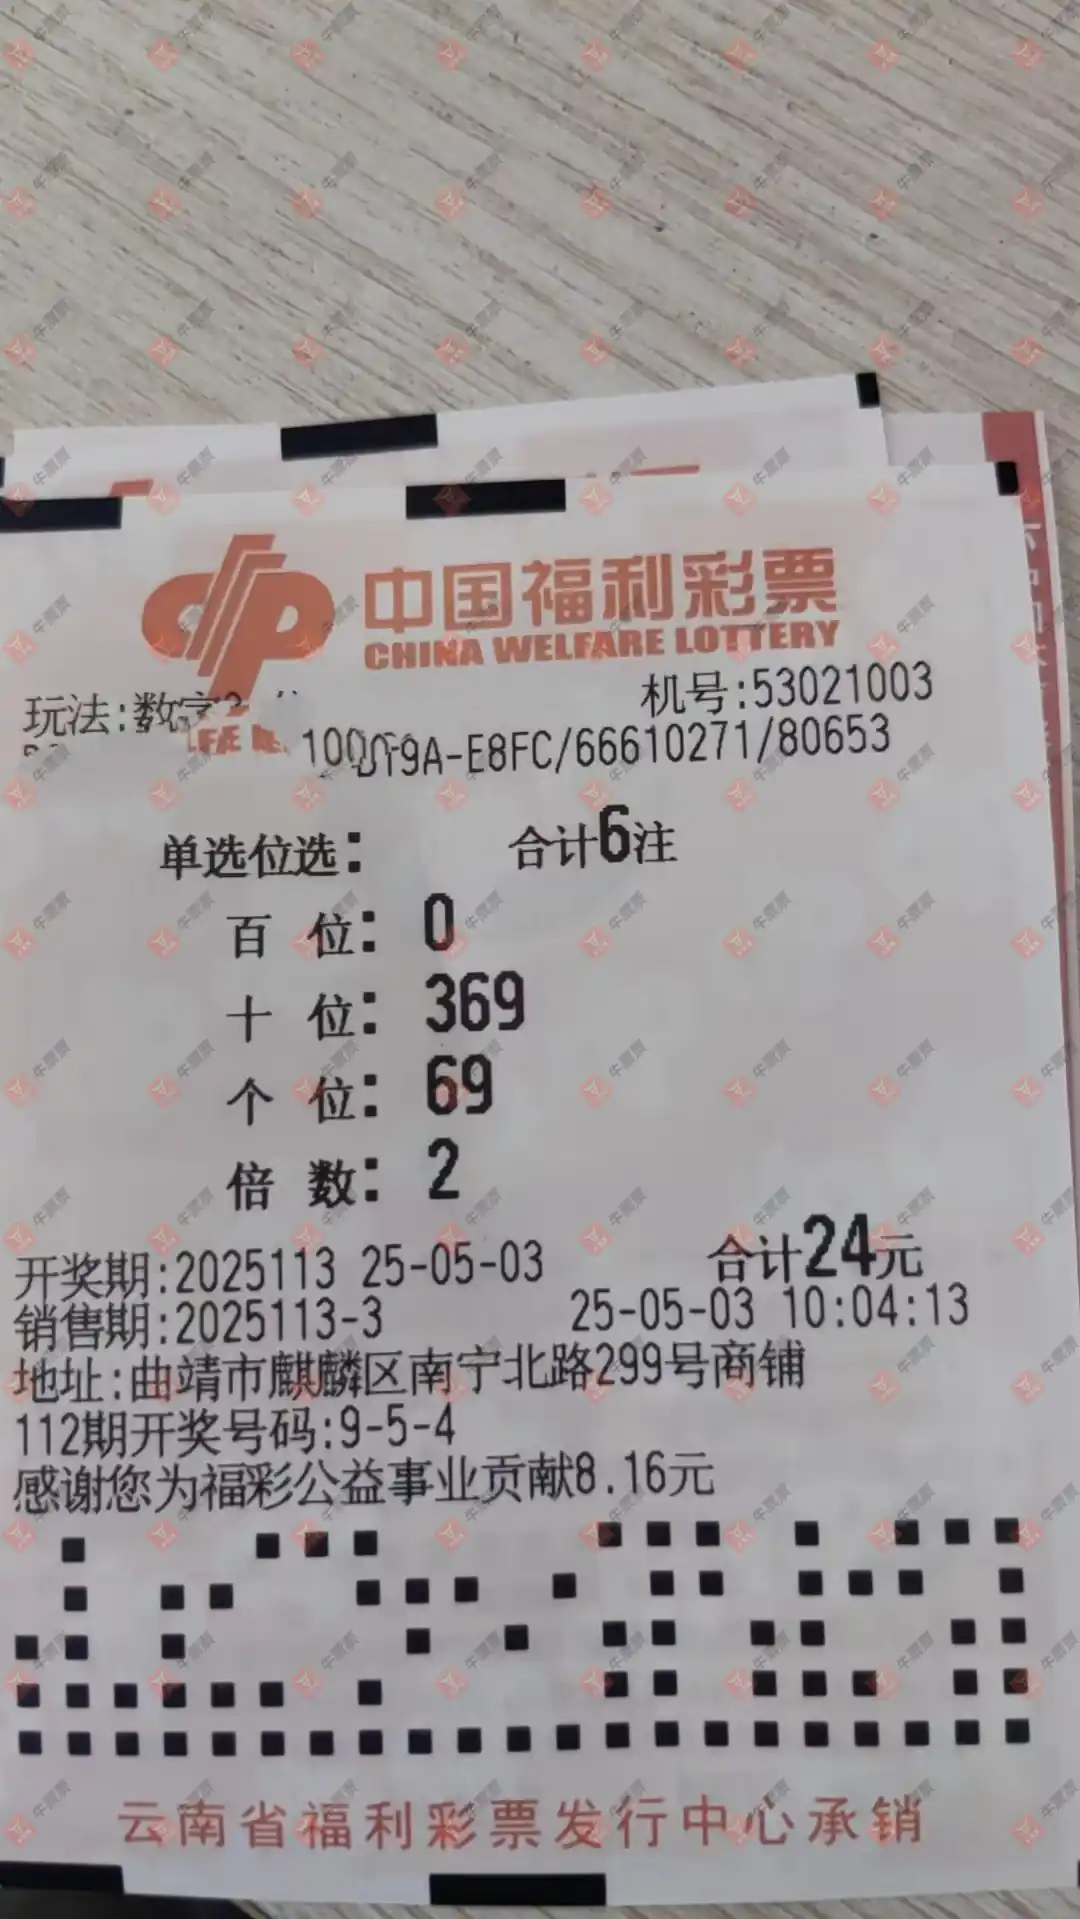 中国福利彩票
CHINA WELFARE LOTTERY
机号:53021003
玩法:数字3
100019A-E8FC/66610271/80653
单选位选: 合计6注
百 位: 0
十 位: 369
个 位: 69
倍 数: 2
合计24元
开奖期:2025113 25-05-03
销售期:2025113-3 25-05-03 10:04:13
地址:曲靖市麒麟区南宁北路299号商铺
112期开奖号码:9-5-4
感谢您为福彩公益事业贡献8.16元
云南省福利彩票发行中心承销
牛票票